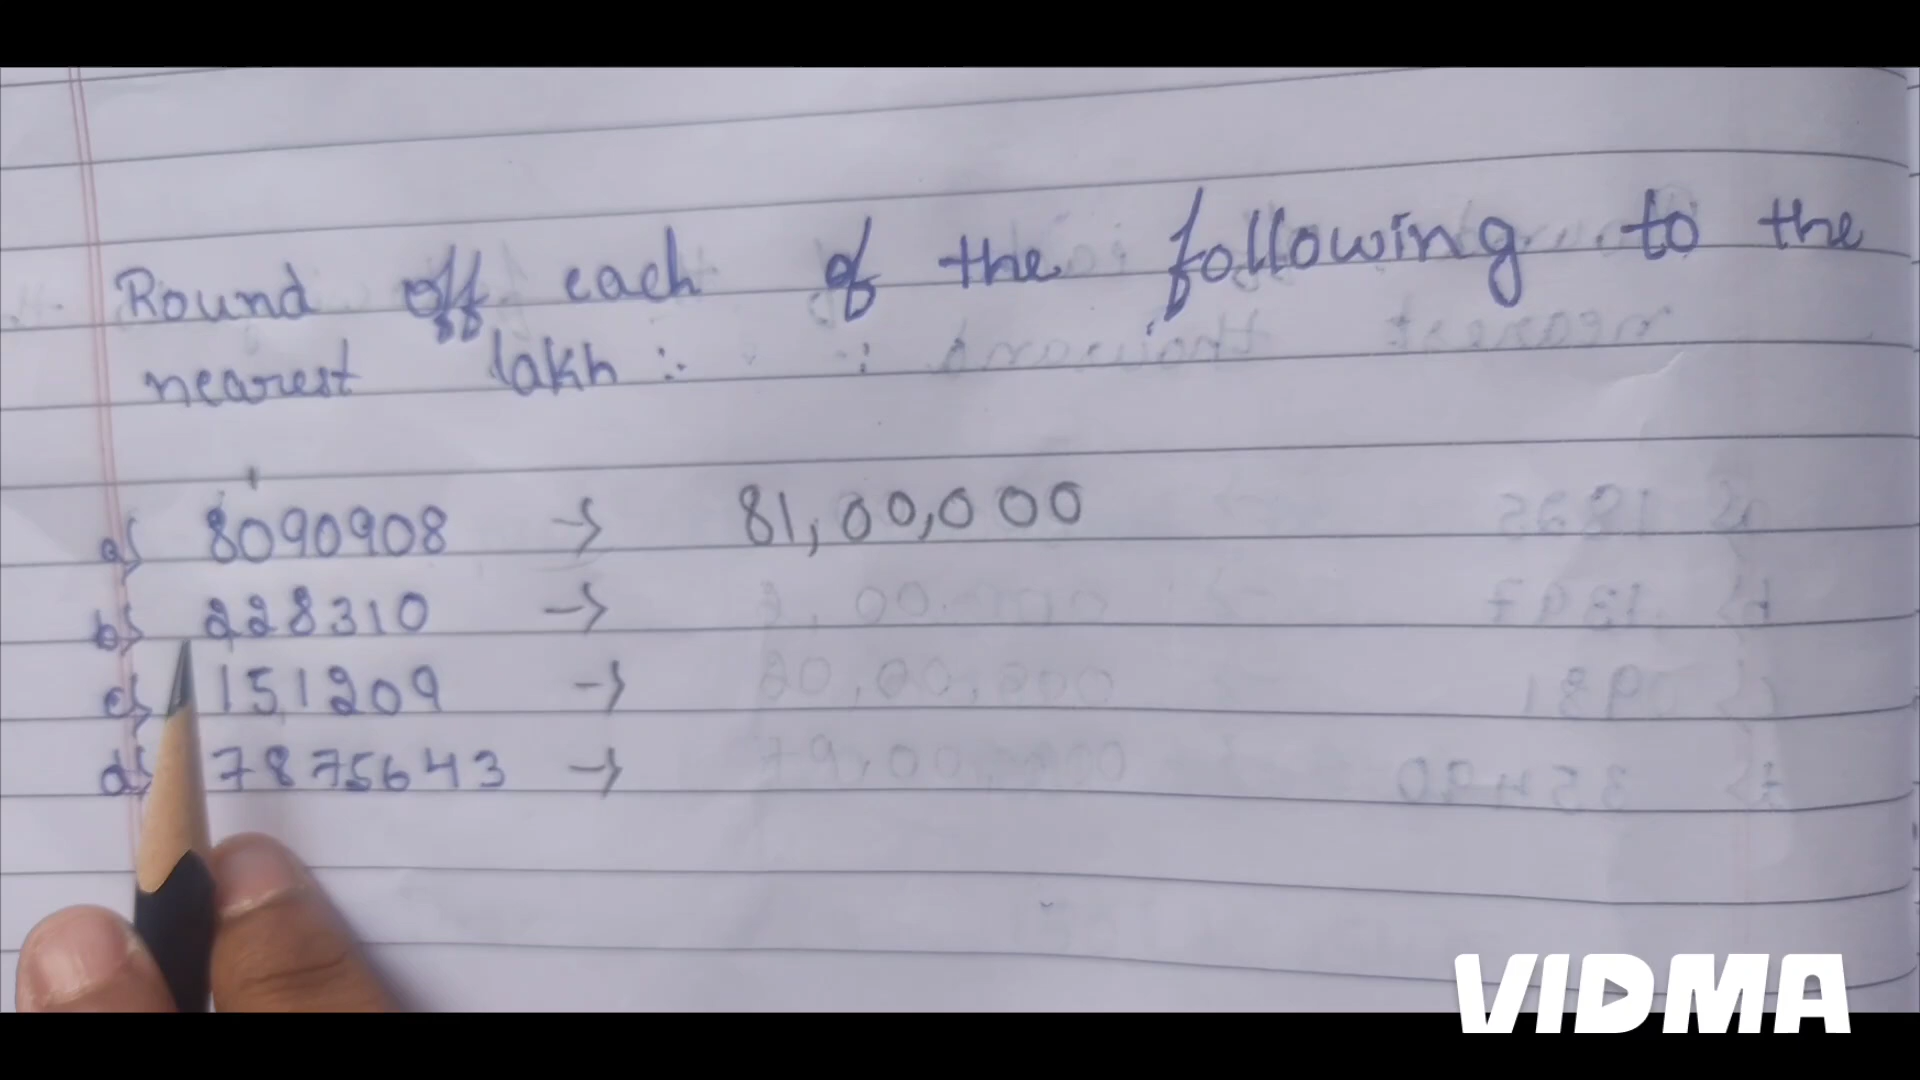 Round off each of the following to the
nearest lakh :-
a) 8090908 → 81,00,000
b) 228310 →
c) 151209 →
d) 7875643 →
VIDMA